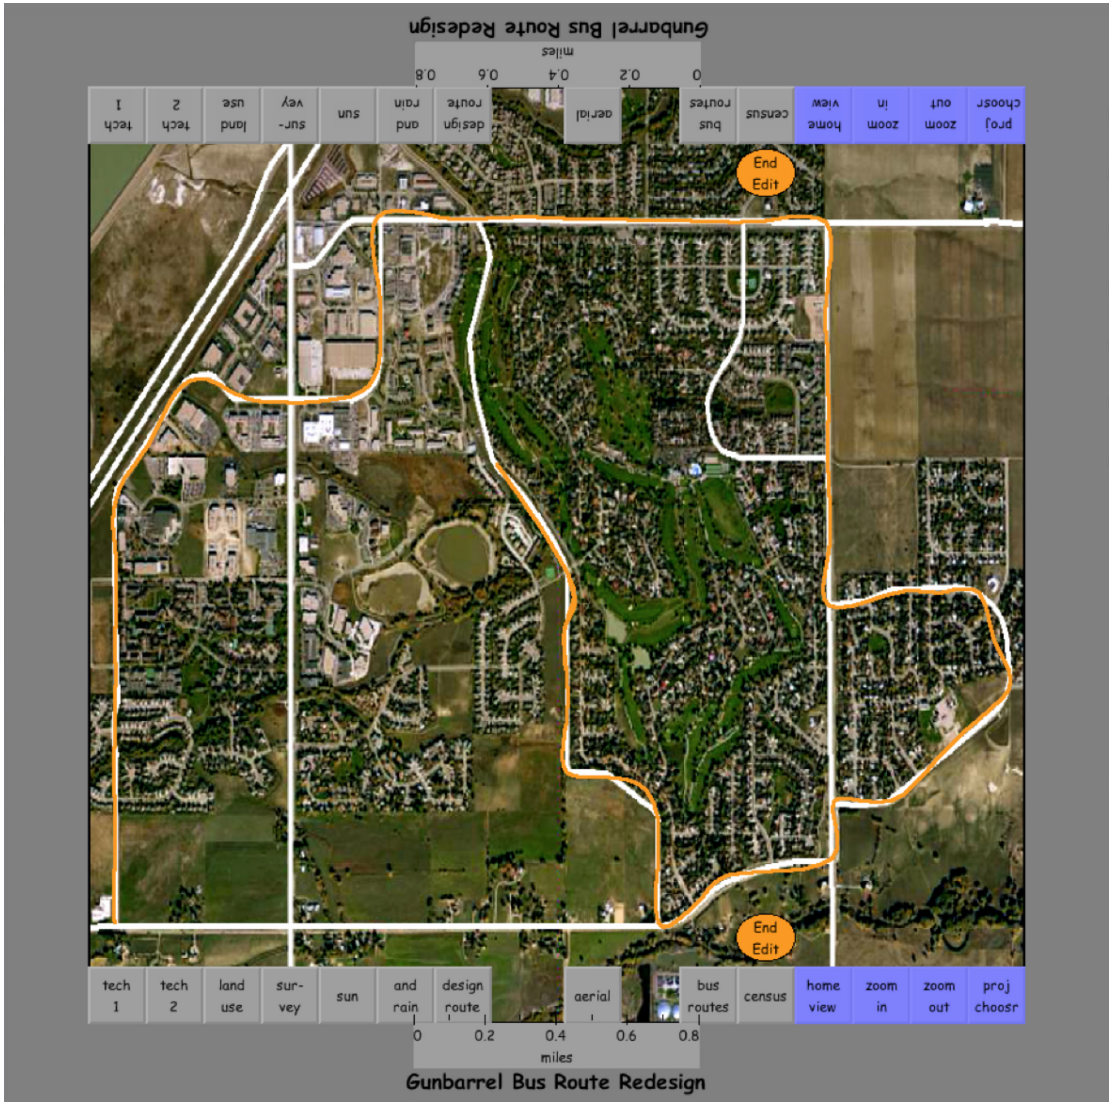 Gunbarrel Bus Route Redesign
miles
0 0.2 0.4 0.6 0.8
tech 1
tech 2
land use
sur- vey
sun
and rain
design route
aerial
bus routes
census
home view
zoom in
zoom out
proj choosr
End
Edit
End
Edit
tech
1
tech
2
land
use
sur-
vey
sun
and
rain
design
route
aerial
bus
routes
census
home
view
zoom
in
zoom
out
proj
choosr
0 0.2 0.4 0.6 0.8
miles
Gunbarrel Bus Route Redesign